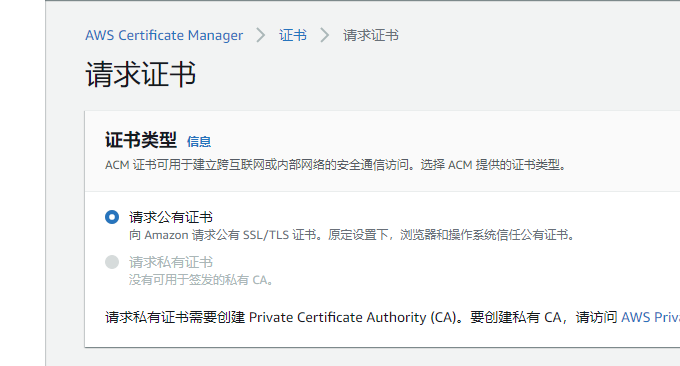 AWS Certificate Manager > 证书 > 请求证书
请求证书
证书类型 信息
ACM 证书可用于建立跨互联网或内部网络的安全通信访问。选择 ACM 提供的证书类型。
请求公有证书
向 Amazon 请求公有 SSL/TLS 证书。原定设置下，浏览器和操作系统信任公有证书。
请求私有证书
没有可用于签发的私有 CA。
请求私有证书需要创建 Private Certificate Authority (CA)。要创建私有 CA，请访问 AWS Priva